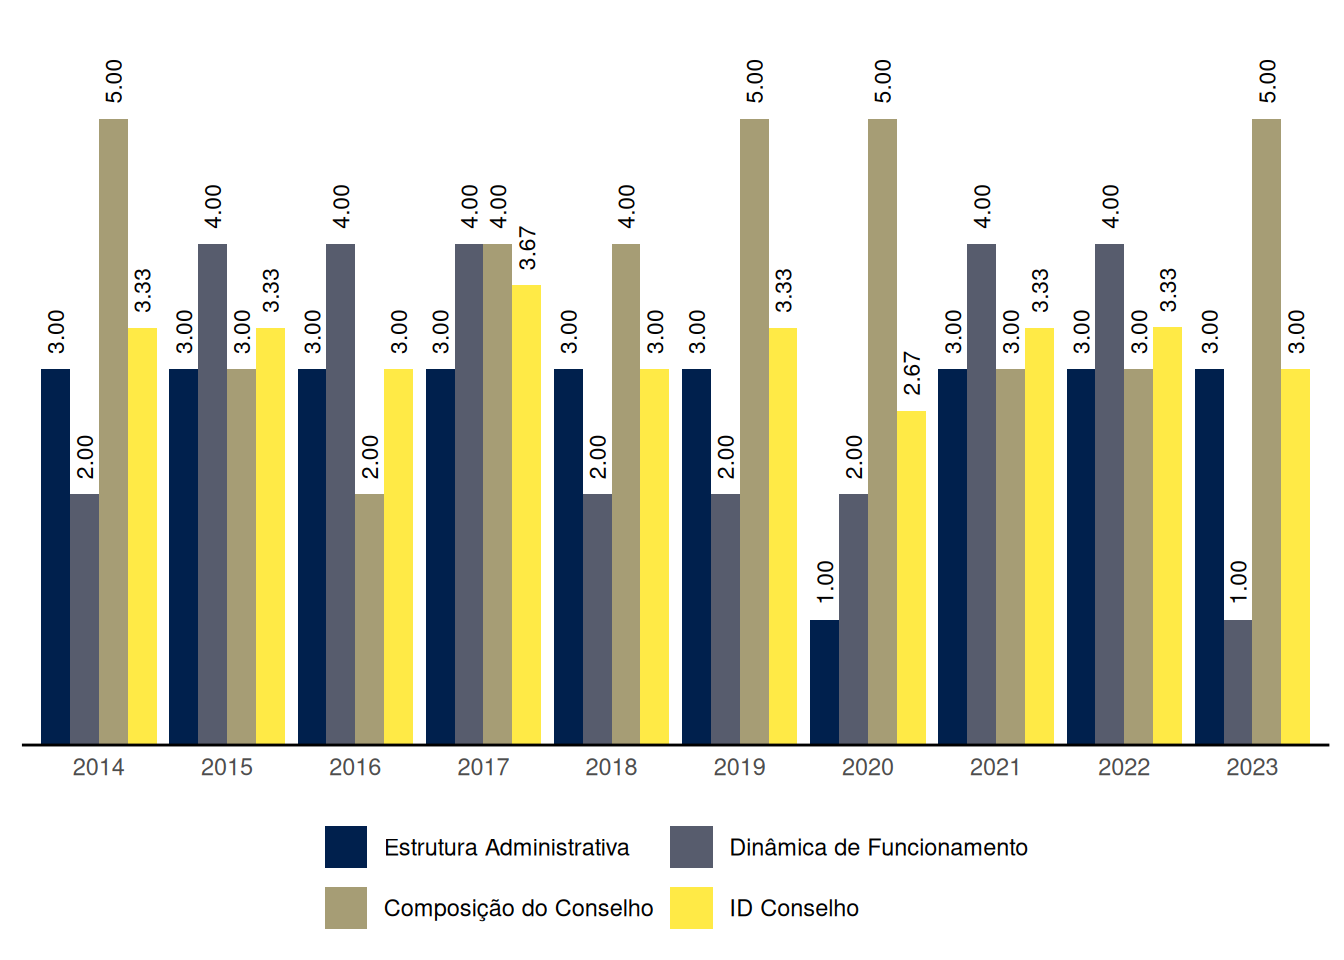 5.00 5.00 5.00 5.00
4.00 4.00 4.00 4.00 4.00 4.00 4.00
3.67
3.33 3.33 3.33 3.33 3.33
3.00 3.00 3.00 3.00 3.00 3.00 3.00 3.00 3.00 3.00 3.00 3.00 3.00 3.00
2.67
2.00 2.00 2.00 2.00 2.00
1.00 1.00
2014 2015 2016 2017 2018 2019 2020 2021 2022 2023
Estrutura Administrativa Dinâmica de Funcionamento
Composição do Conselho ID Conselho